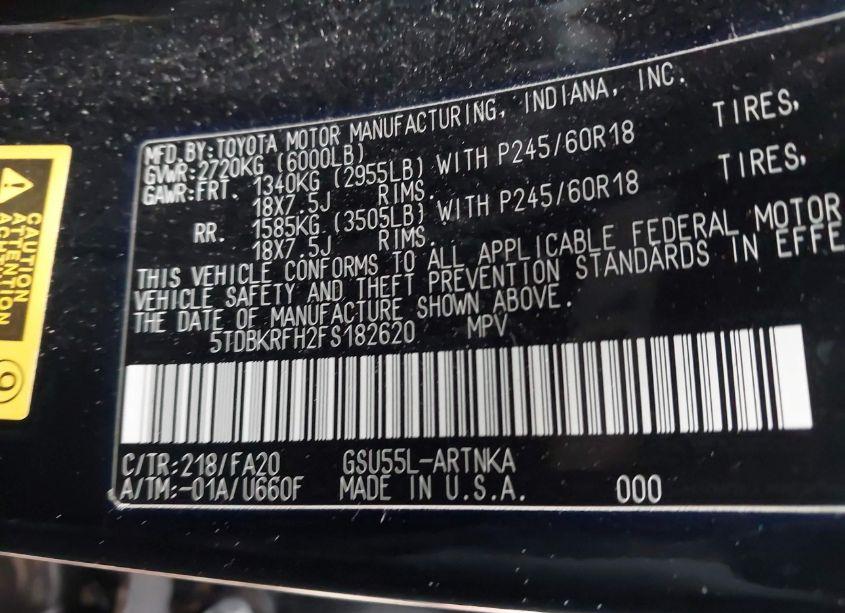 MFD.BY:TOYOTA MOTOR MANUFACTURING, INDIANA, INC.
GVWR:2720KG (6000LB)
GAWR:FRT. 1340KG (2955LB) WITH P245/60R18 TIRES,
18X7.5J RIMS.
RR. 1585KG (3505LB) WITH P245/60R18 TIRES,
18X7.5J RIMS.
THIS VEHICLE CONFORMS TO ALL APPLICABLE FEDERAL MOTOR
VEHICLE SAFETY AND THEFT PREVENTION STANDARDS IN EFFE
THE DATE OF MANUFACTURE SHOWN ABOVE.
5TDBKRFH2FS182620 MPV
C/TR:218/FA20 GSU55L-ARTNKA
A/TM:-01A/U660F MADE IN U.S.A. 000
CAUTION
ATTENTION